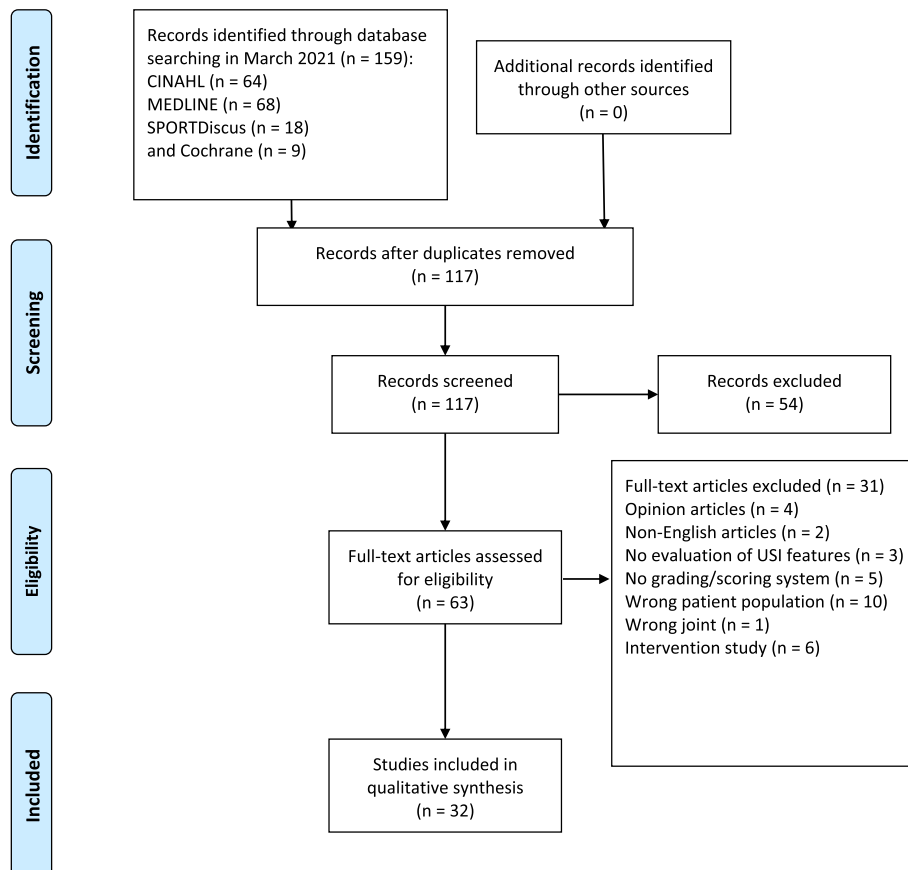 Identification
Records identified through database
searching in March 2021 (n = 159):
CINAHL (n = 64)
MEDLINE (n = 68)
SPORTDiscus (n = 18)
and Cochrane (n = 9)
Additional records identified
through other sources
(n = 0)
Screening
Records after duplicates removed
(n = 117)
Records screened
(n = 117)
Records excluded
(n = 54)
Eligibility
Full-text articles assessed
for eligibility
(n = 63)
Full-text articles excluded (n = 31)
Opinion articles (n = 4)
Non-English articles (n = 2)
No evaluation of USI features (n = 3)
No grading/scoring system (n = 5)
Wrong patient population (n = 10)
Wrong joint (n = 1)
Intervention study (n = 6)
Included
Studies included in
qualitative synthesis
(n = 32)